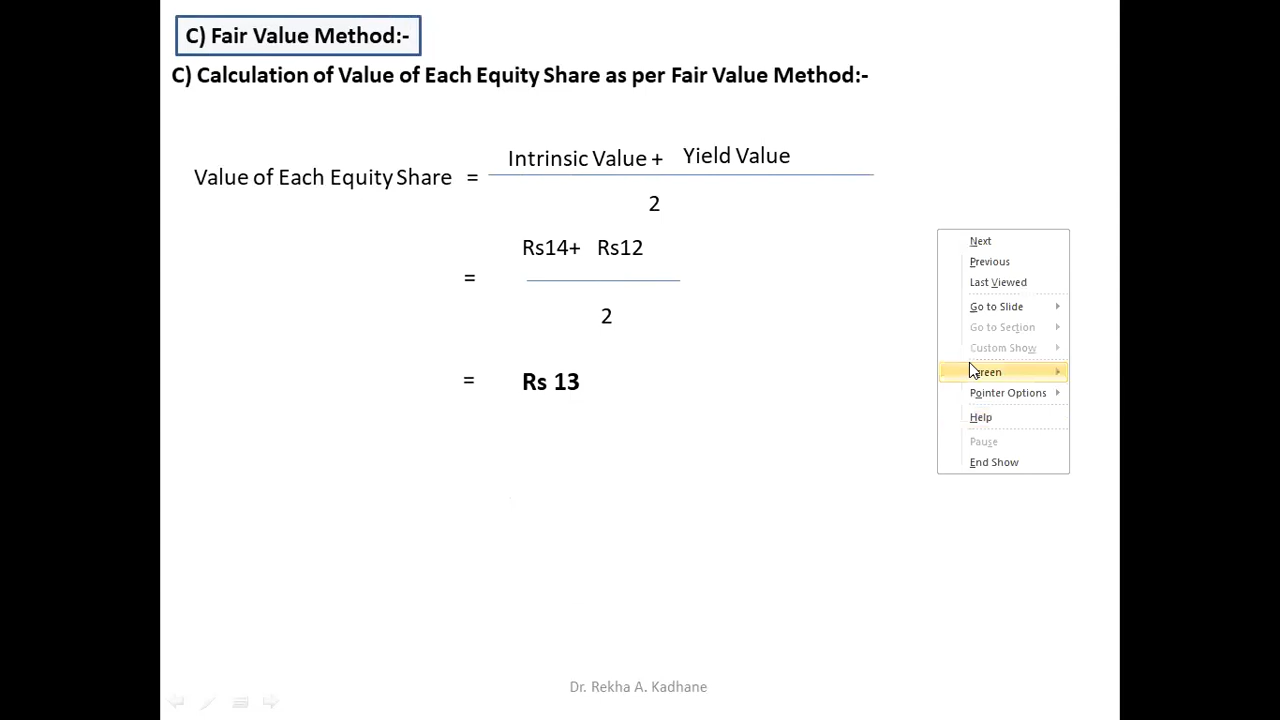 C) Fair Value Method:-
C) Calculation of Value of Each Equity Share as per Fair Value Method:-
Value of Each Equity Share = Intrinsic Value + Yield Value
2
= Rs14+ Rs12
2
= Rs 13
Next
Previous
Last Viewed
Go to Slide
Go to Section
Custom Show
Pointer Options
Help
Pause
End Show
Dr. Rekha A. Kadhane